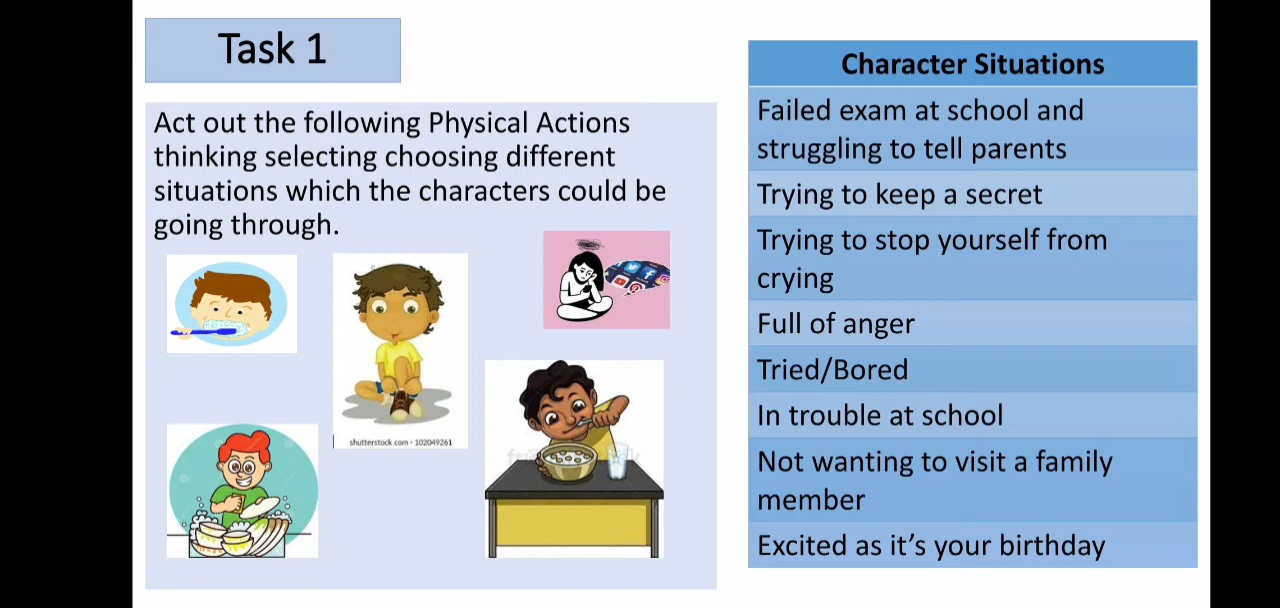 Task 1
Act out the following Physical Actions
thinking selecting choosing different
situations which the characters could be
going through.
shutterstock.com · 102049261
Character Situations
Failed exam at school and
struggling to tell parents
Trying to keep a secret
Trying to stop yourself from
crying
Full of anger
Tried/Bored
In trouble at school
Not wanting to visit a family
member
Excited as it's your birthday